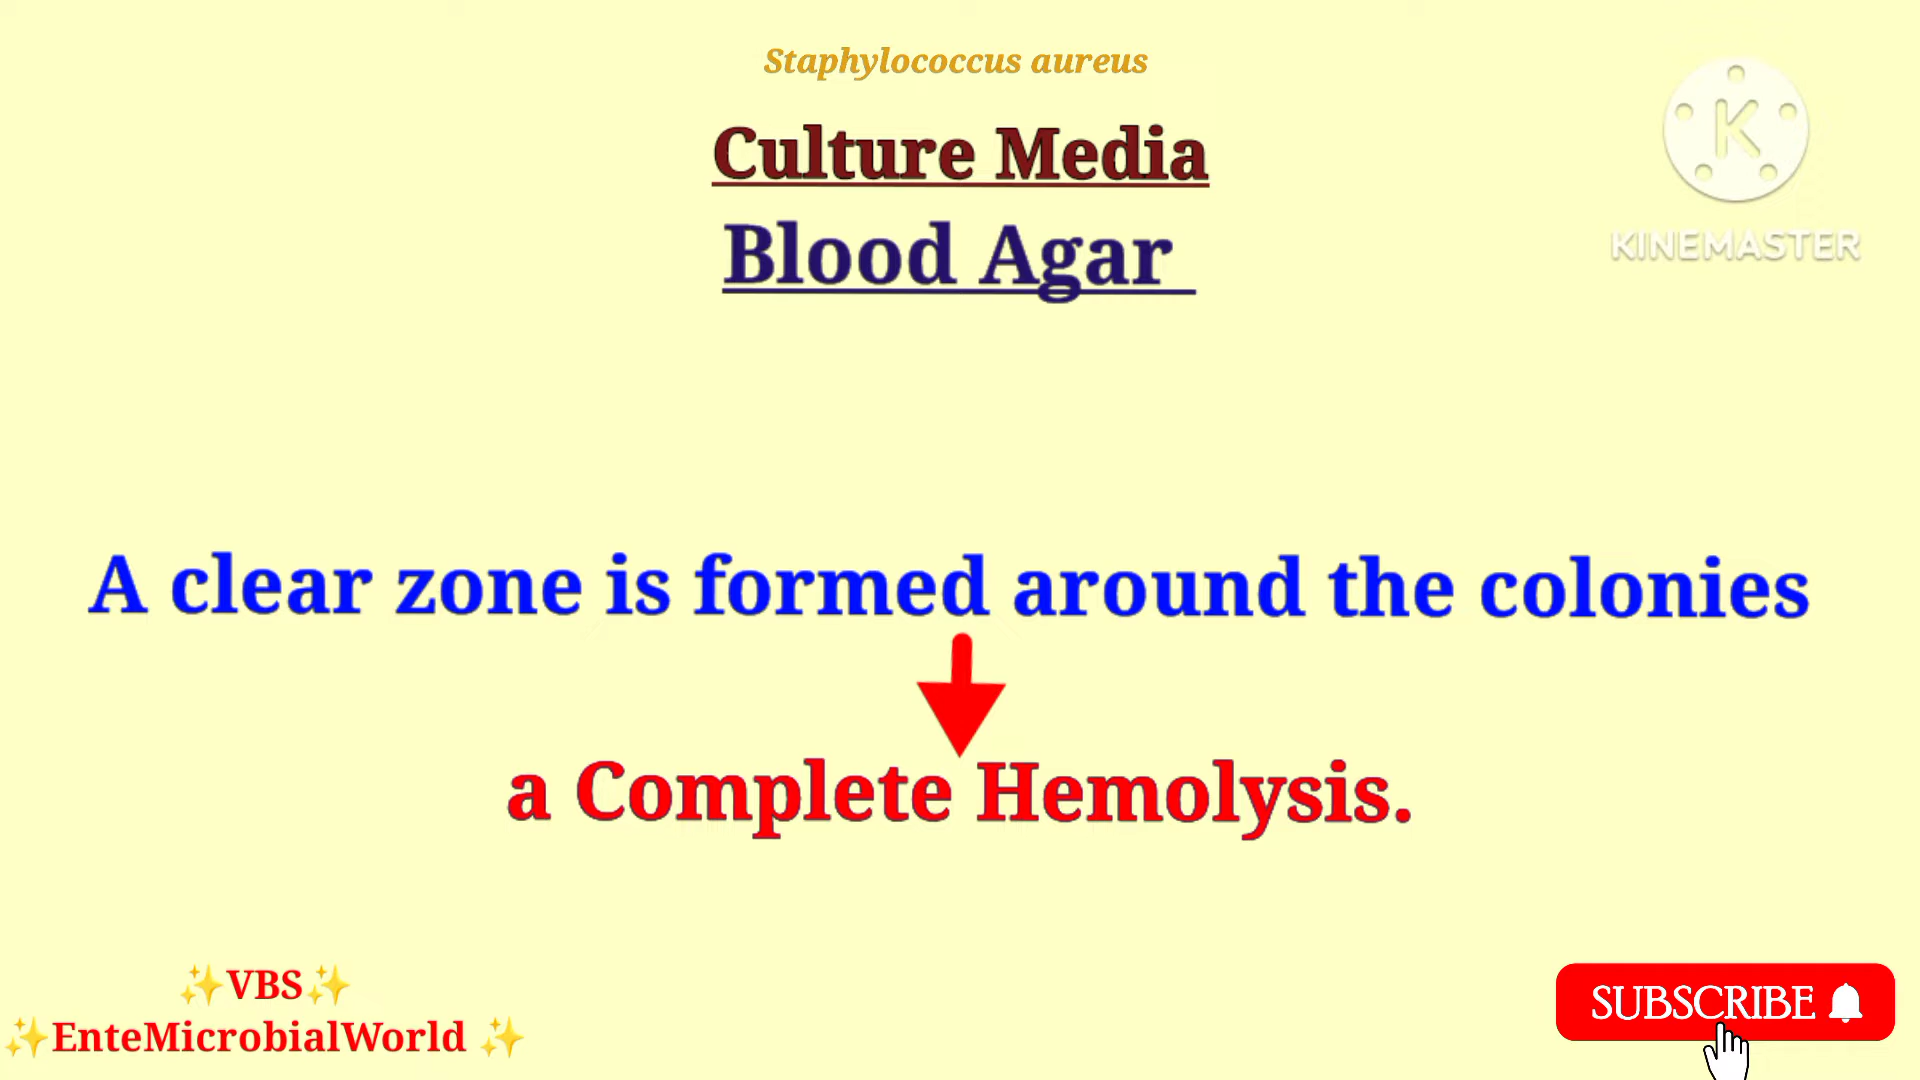 Staphylococcus aureus
Culture Media
Blood Agar
K
KINEMASTER
A clear zone is formed around the colonies
a Complete Hemolysis.
✨VBS✨
✨EnteMicrobialWorld ✨
SUBSCRIBE